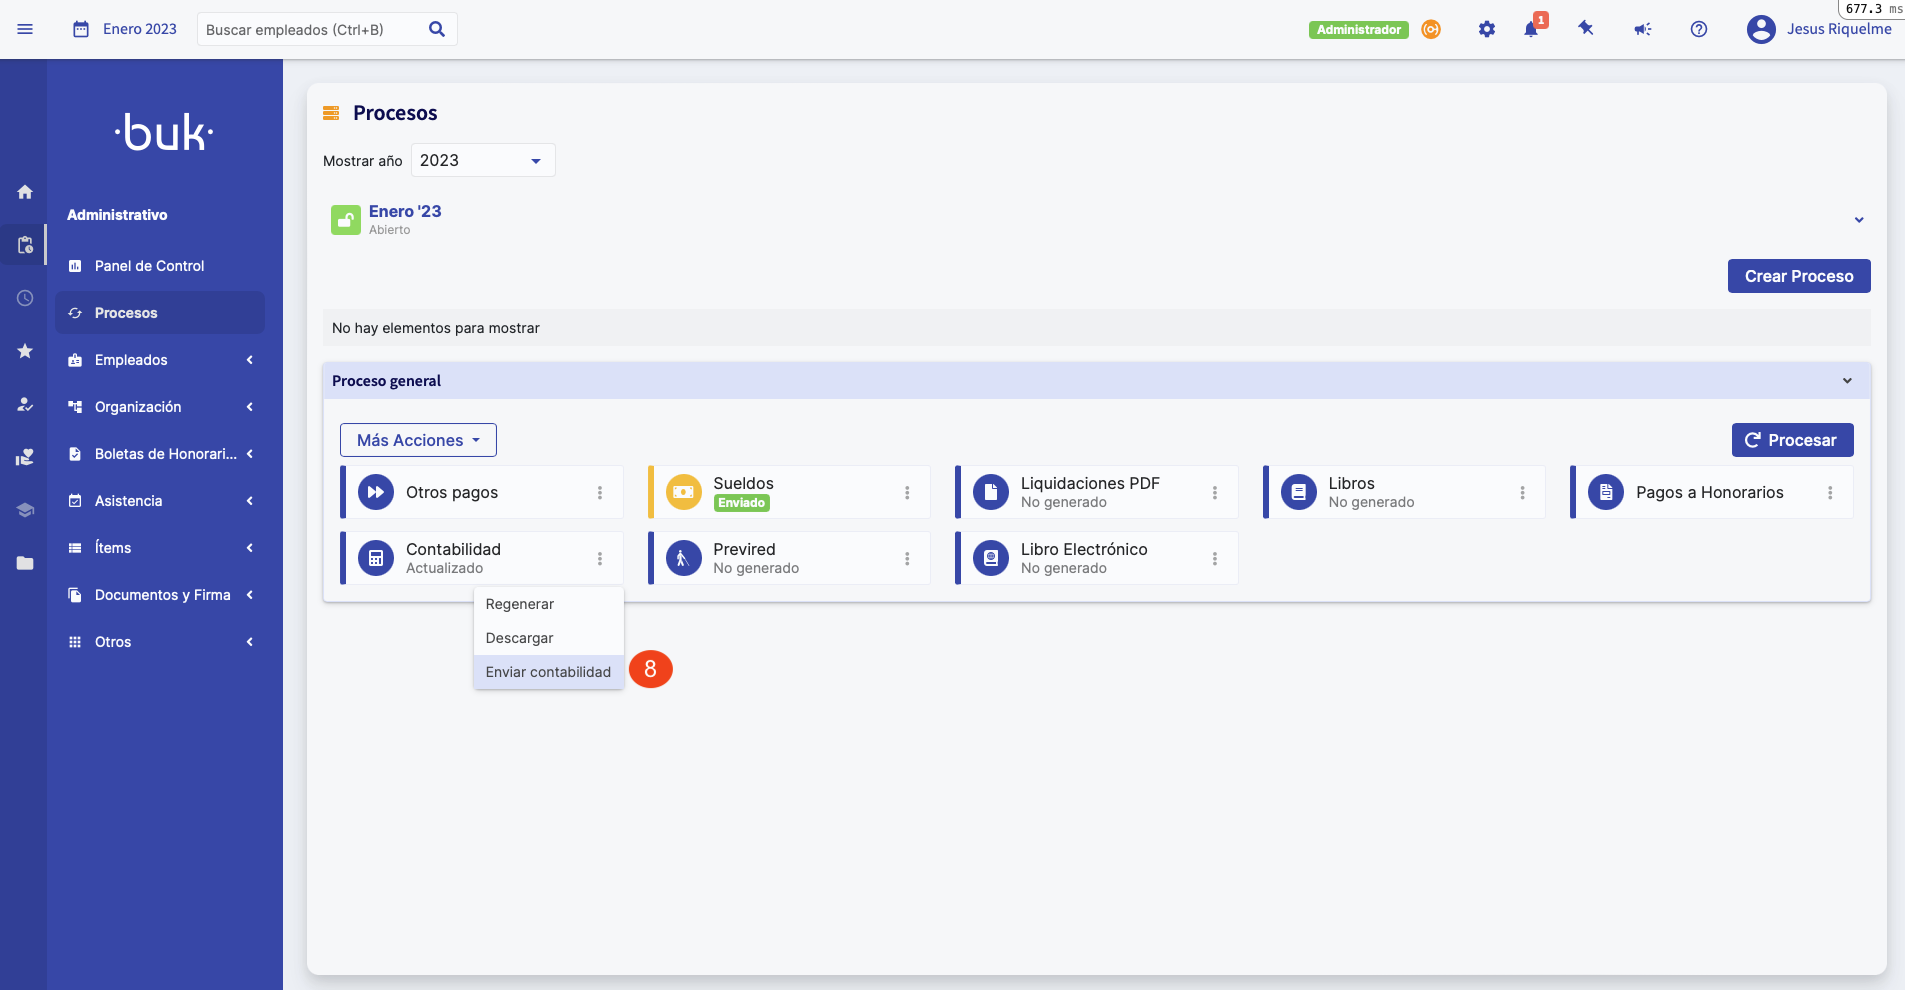 Enero 2023
Buscar empleados (Ctrl+B)
Administrador
1
677.3 ms
Jesus Riquelme
·buk·
Administrativo
Panel de Control
Procesos
Empleados
Organización
Boletas de Honorari...
Asistencia
Ítems
Documentos y Firma
Otros
Procesos
Mostrar año
2023
Enero '23
Abierto
Crear Proceso
No hay elementos para mostrar
Proceso general
Más Acciones
Procesar
Otros pagos
Sueldos
Enviado
Liquidaciones PDF
No generado
Libros
No generado
Pagos a Honorarios
Contabilidad
Actualizado
Previred
No generado
Libro Electrónico
No generado
Regenerar
Descargar
Enviar contabilidad
8